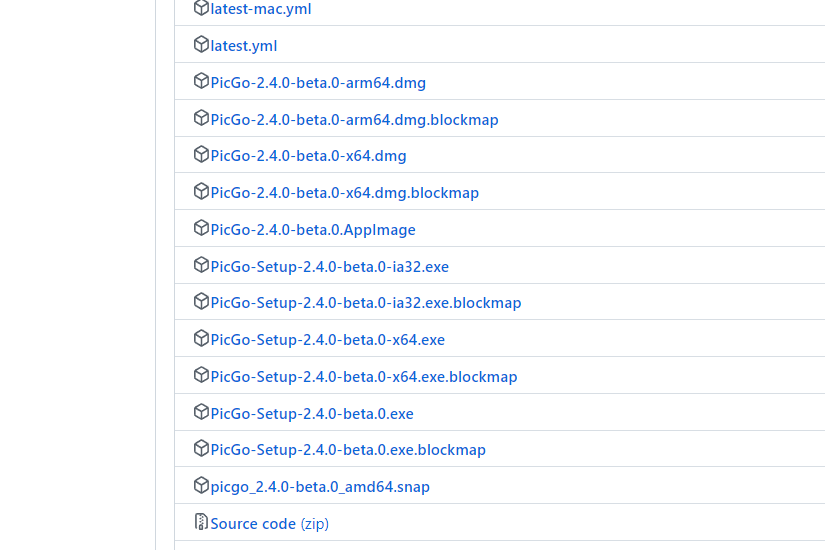 latest-mac.yml
latest.yml
PicGo-2.4.0-beta.0-arm64.dmg
PicGo-2.4.0-beta.0-arm64.dmg.blockmap
PicGo-2.4.0-beta.0-x64.dmg
PicGo-2.4.0-beta.0-x64.dmg.blockmap
PicGo-2.4.0-beta.0.AppImage
PicGo-Setup-2.4.0-beta.0-ia32.exe
PicGo-Setup-2.4.0-beta.0-ia32.exe.blockmap
PicGo-Setup-2.4.0-beta.0-x64.exe
PicGo-Setup-2.4.0-beta.0-x64.exe.blockmap
PicGo-Setup-2.4.0-beta.0.exe
PicGo-Setup-2.4.0-beta.0.exe.blockmap
picgo_2.4.0-beta.0_amd64.snap
Source code (zip)